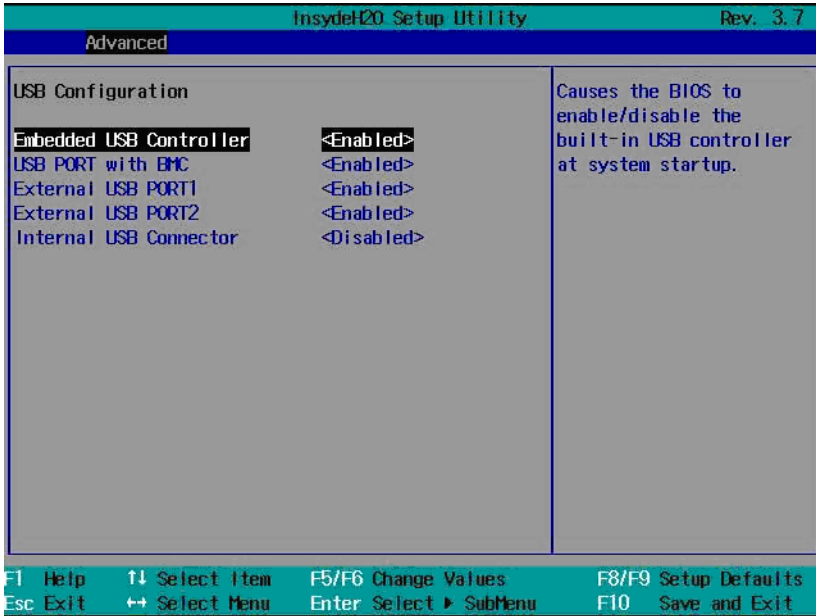 InsydeH2O Setup Utility Rev. 3.7
Advanced
USB Configuration
Embedded USB Controller <Enabled>
USB PORT with BMC <Enabled>
External USB PORT1 <Enabled>
External USB PORT2 <Enabled>
Internal USB Connector <Disabled>
Causes the BIOS to
enable/disable the
built-in USB controller
at system startup.
F1 Help ↑↓ Select Item F5/F6 Change Values F8/F9 Setup Defaults
Esc Exit ↔ Select Menu Enter Select ▶ SubMenu F10 Save and Exit